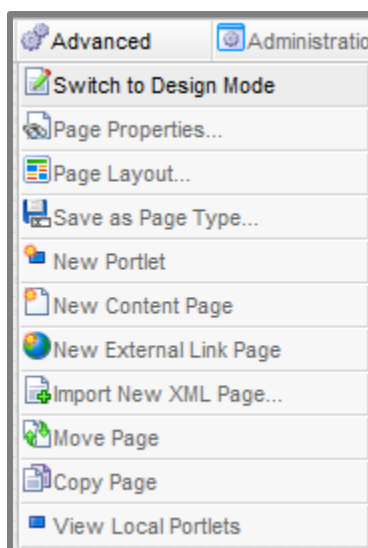 Advanced Administratio
Switch to Design Mode
Page Properties...
Page Layout...
Save as Page Type...
New Portlet
New Content Page
New External Link Page
Import New XML Page...
Move Page
Copy Page
View Local Portlets